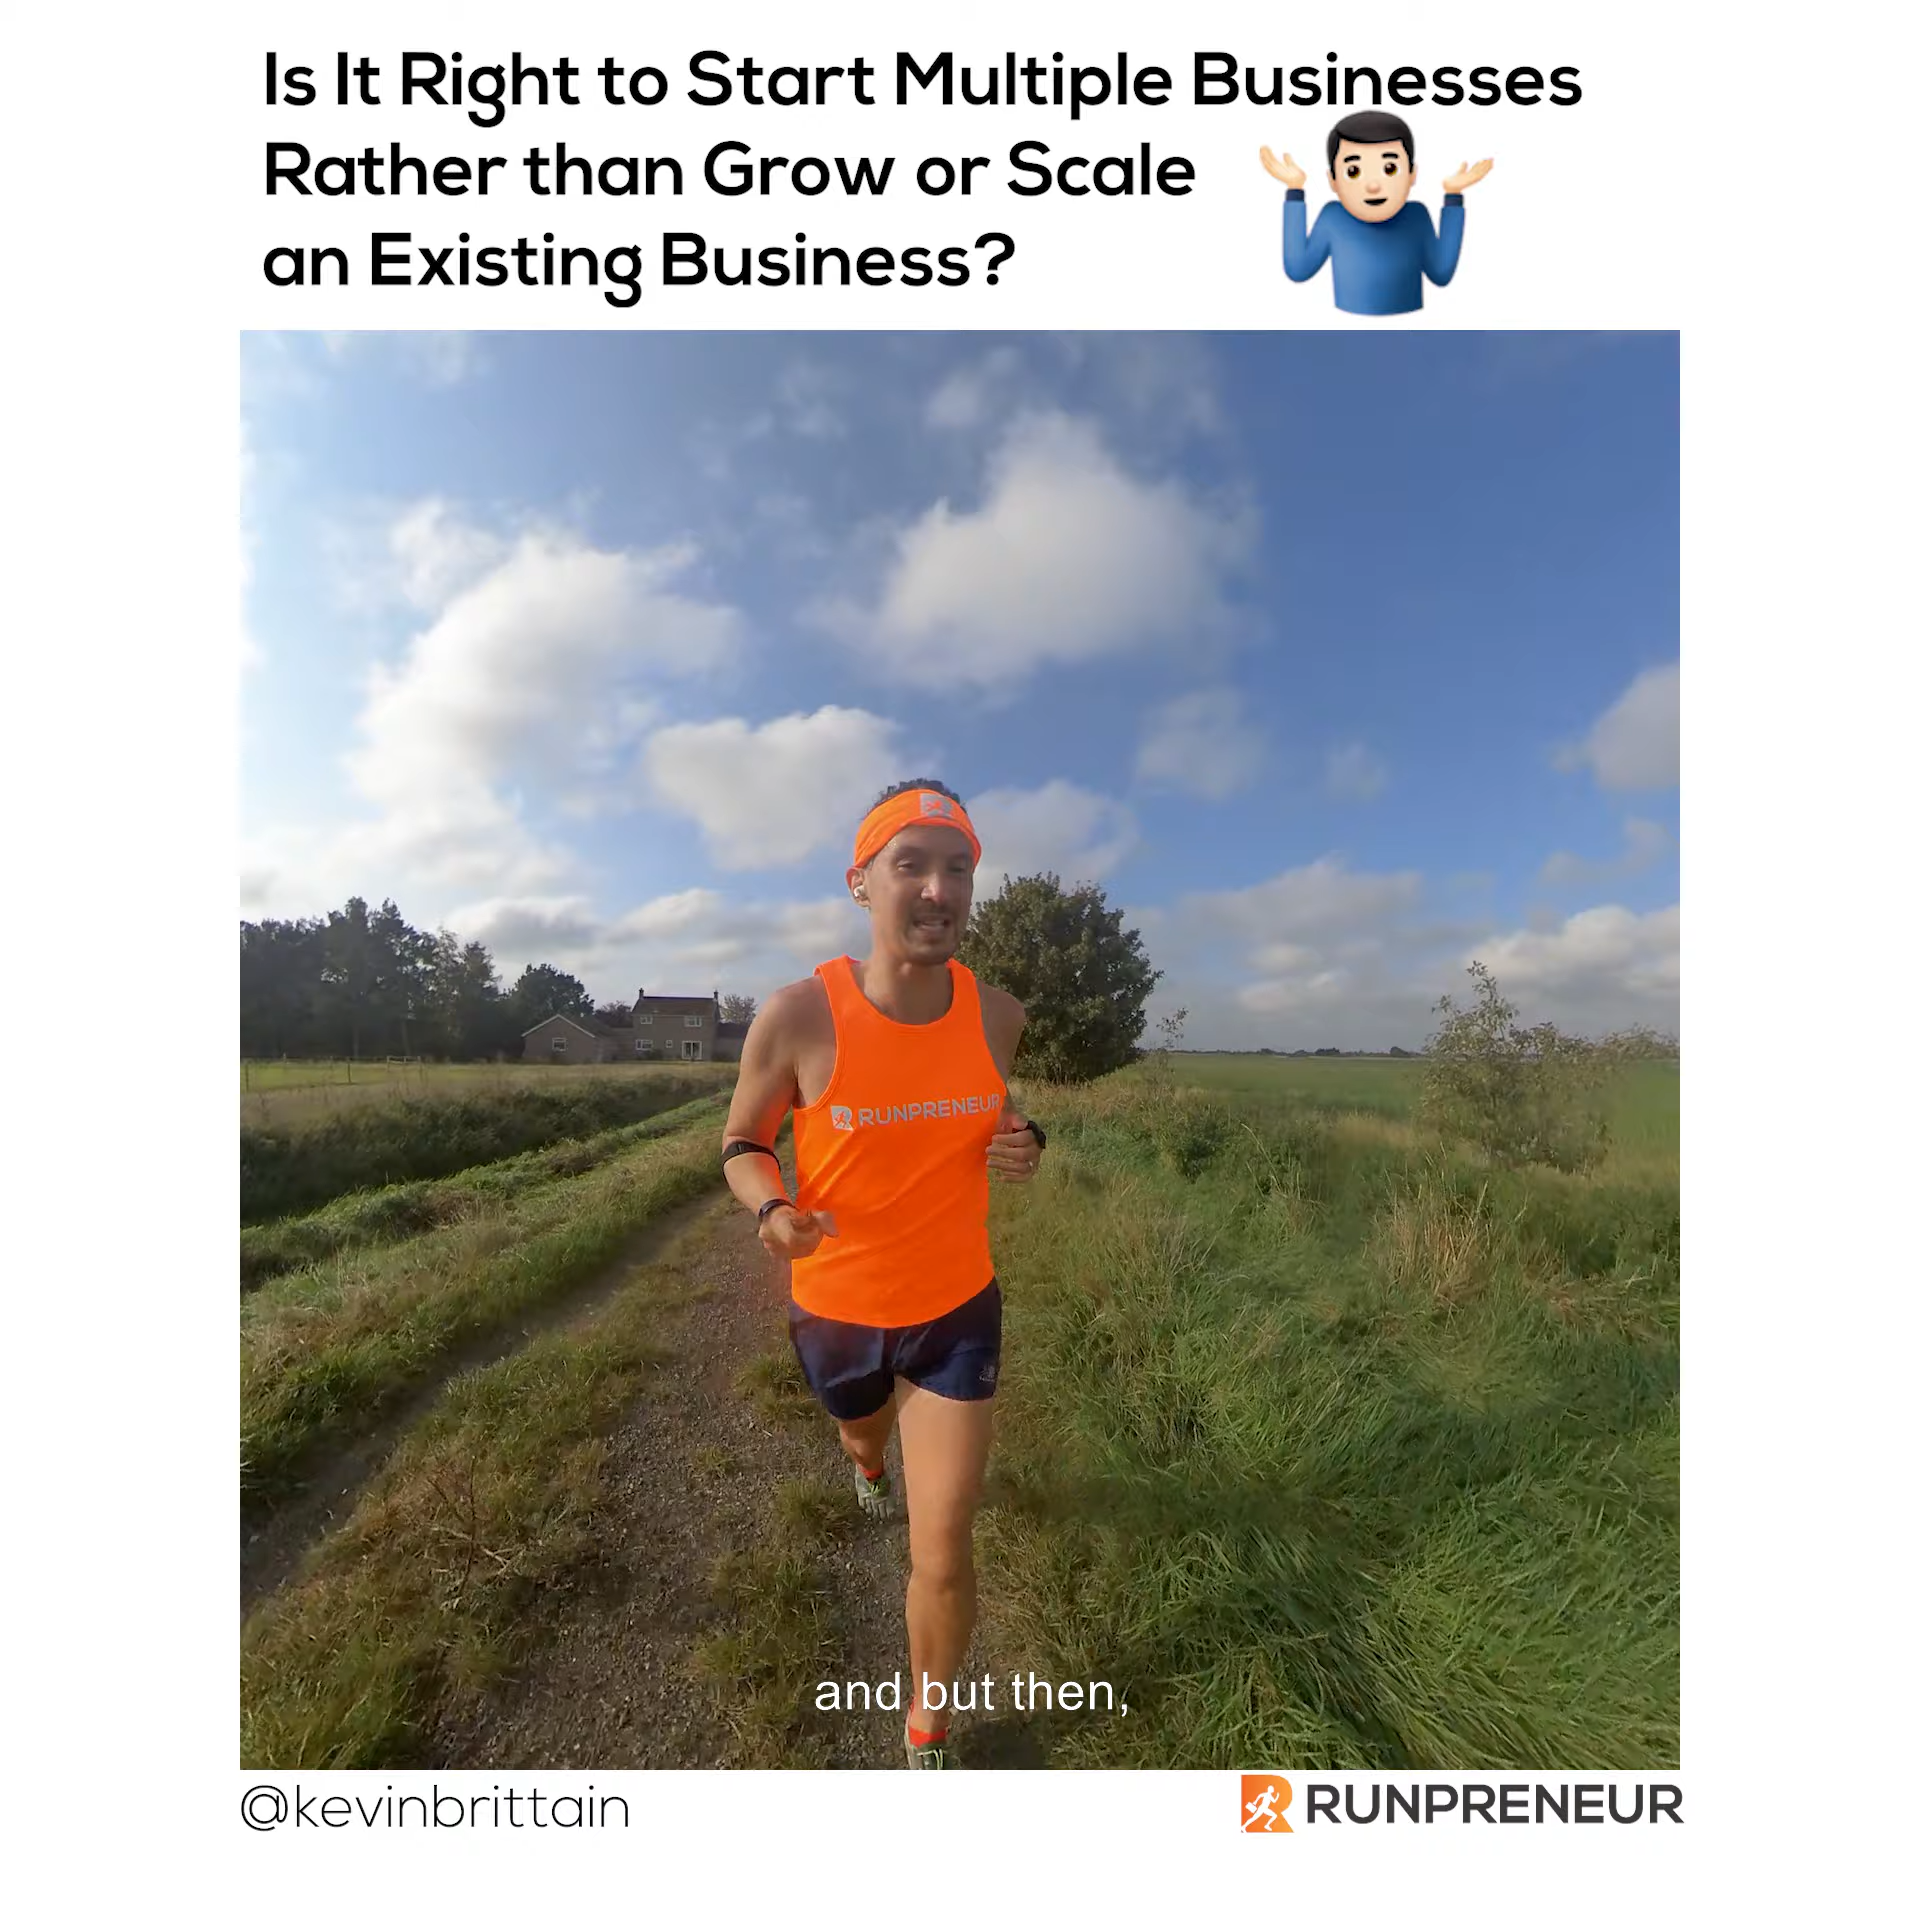 Is It Right to Start Multiple Businesses
Rather than Grow or Scale
an Existing Business?
RUNPRENEUR
and but then,
@kevinbrittain
RUNPRENEUR